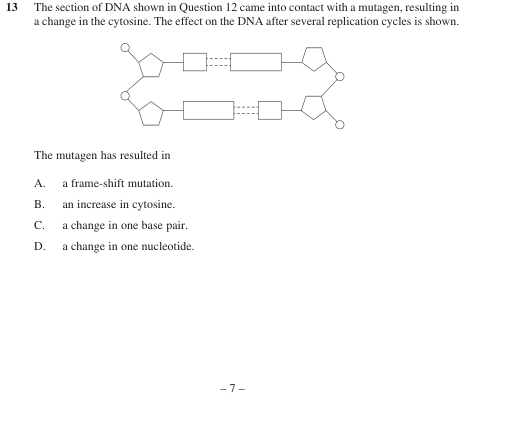 13 The section of DNA shown in Question 12 came into contact with a mutagen, resulting in
a change in the cytosine. The effect on the DNA after several replication cycles is shown.
The mutagen has resulted in
A. a frame-shift mutation.
B. an increase in cytosine.
C. a change in one base pair.
D. a change in one nucleotide.
– 7 –